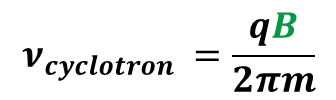 ν_cyclotron = qB / 2πm